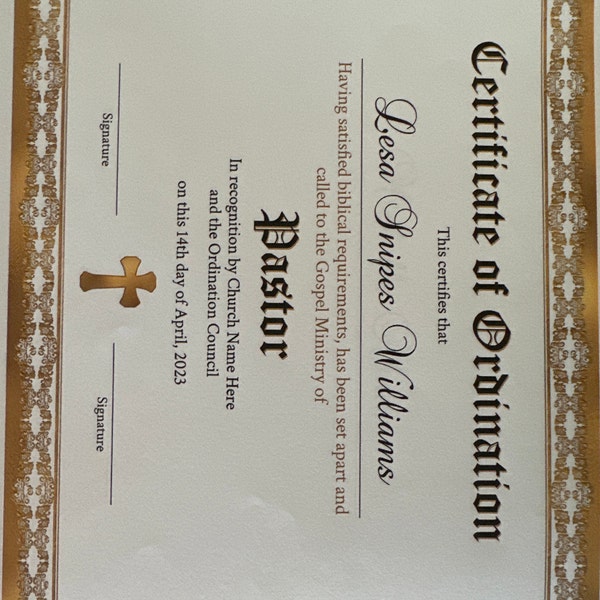 Certificate of Ordination
This certifies that
Lesa Snipes Williams
Having satisfied biblical requirements, has been set apart and
called to the Gospel Ministry of
Pastor
In recognition by Church Name Here
and the Ordination Council
on this 14th day of April, 2023
Signature
Signature